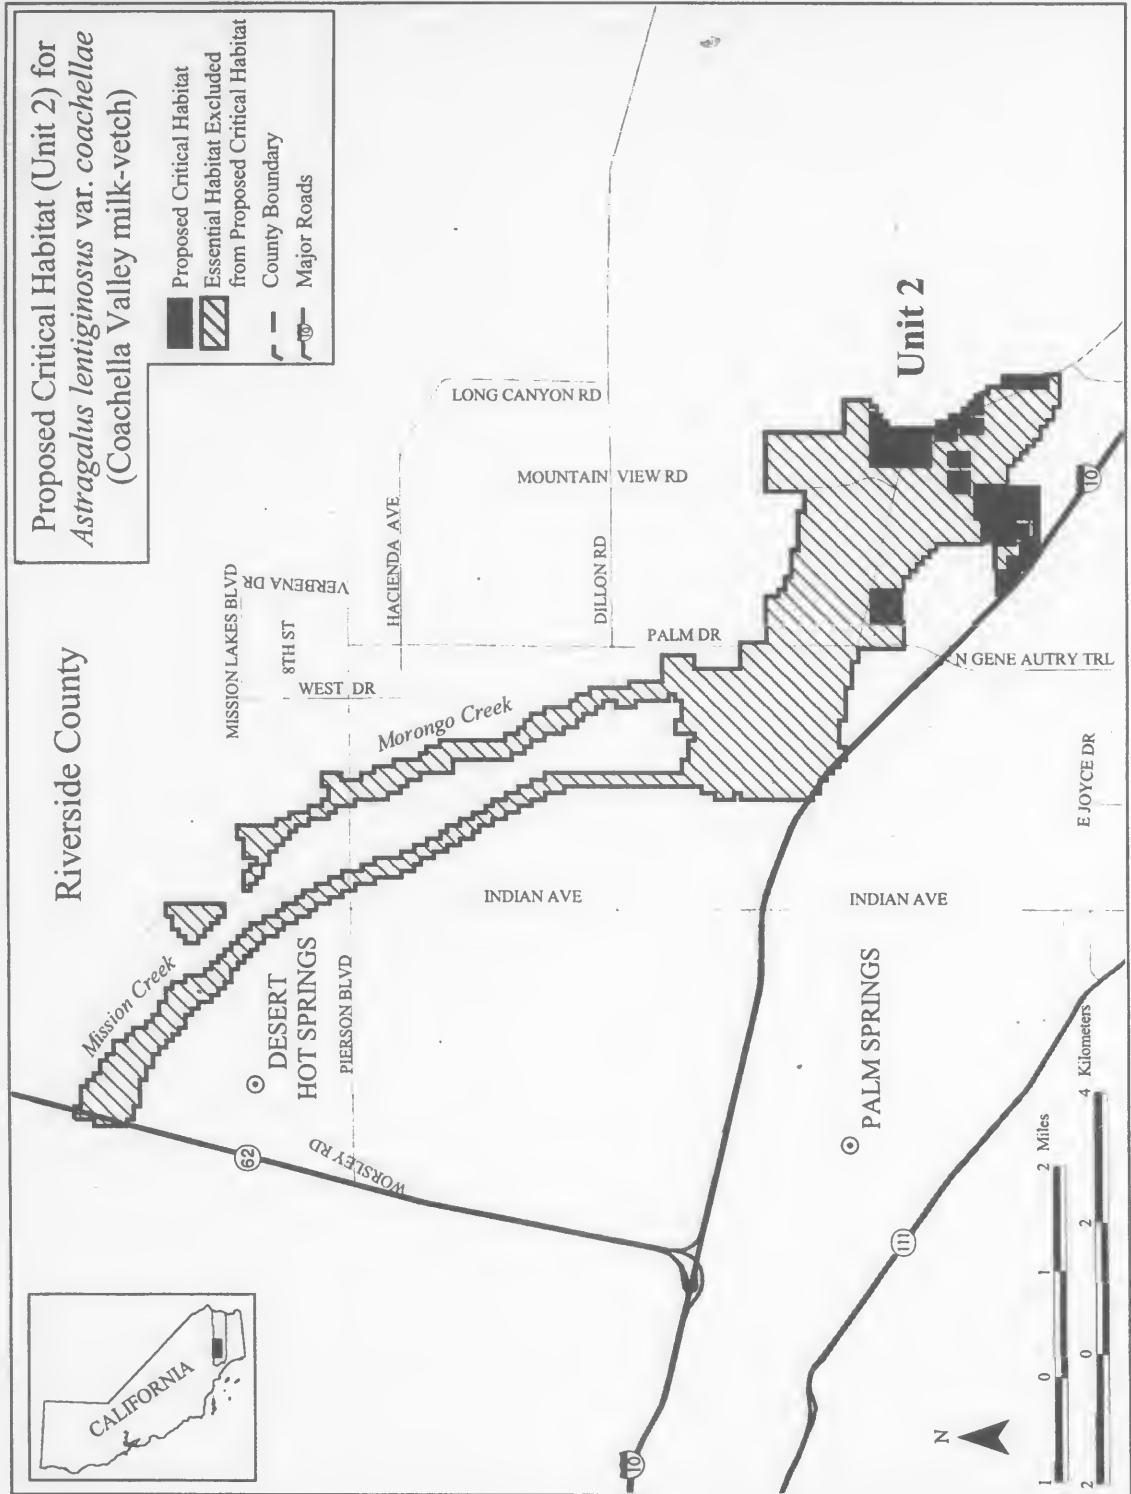 Proposed Critical Habitat (Unit 2) for
Astragalus lentiginosus var. coachellae
(Coachella Valley milk-vetch)
Proposed Critical Habitat
Essential Habitat Excluded
from Proposed Critical Habitat
County Boundary
10
Major Roads
CALIFORNIA
Riverside County
Mission Creek
Morongo Creek
MISSION LAKES BLVD
VERBENA DR
8TH ST
WEST DR
HACIENDA AVE
LONG CANYON RD
MOUNTAIN VIEW RD
DILLON RD
PALM DR
DESERT
HOT SPRINGS
PIERSON BLVD
62
WORSLEY RD
INDIAN AVE
INDIAN AVE
Unit 2
10
N GENE AUTRY TRL
E JOYCE DR
PALM SPRINGS
111
10
N
1 0 1 2 Miles
2 0 2 4 Kilometers